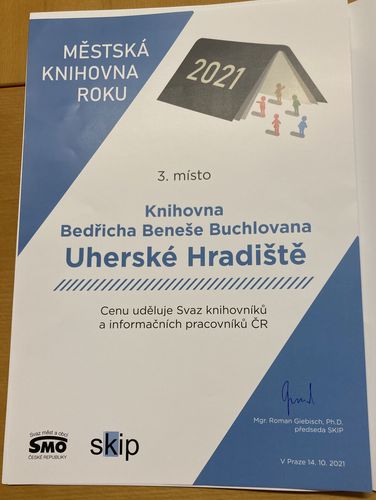 MĚSTSKÁ
KNIHOVNA
ROKU
2021
3. místo
Knihovna
Bedřicha Beneše Buchlovana
Uherské Hradiště
Cenu uděluje Svaz knihovníků
a informačních pracovníků ČR
Mgr. Roman Giebisch, Ph.D.
předseda SKIP
Svaz měst a obcí
SMO
ČESKÉ REPUBLIKY
skip
V Praze 14. 10. 2021